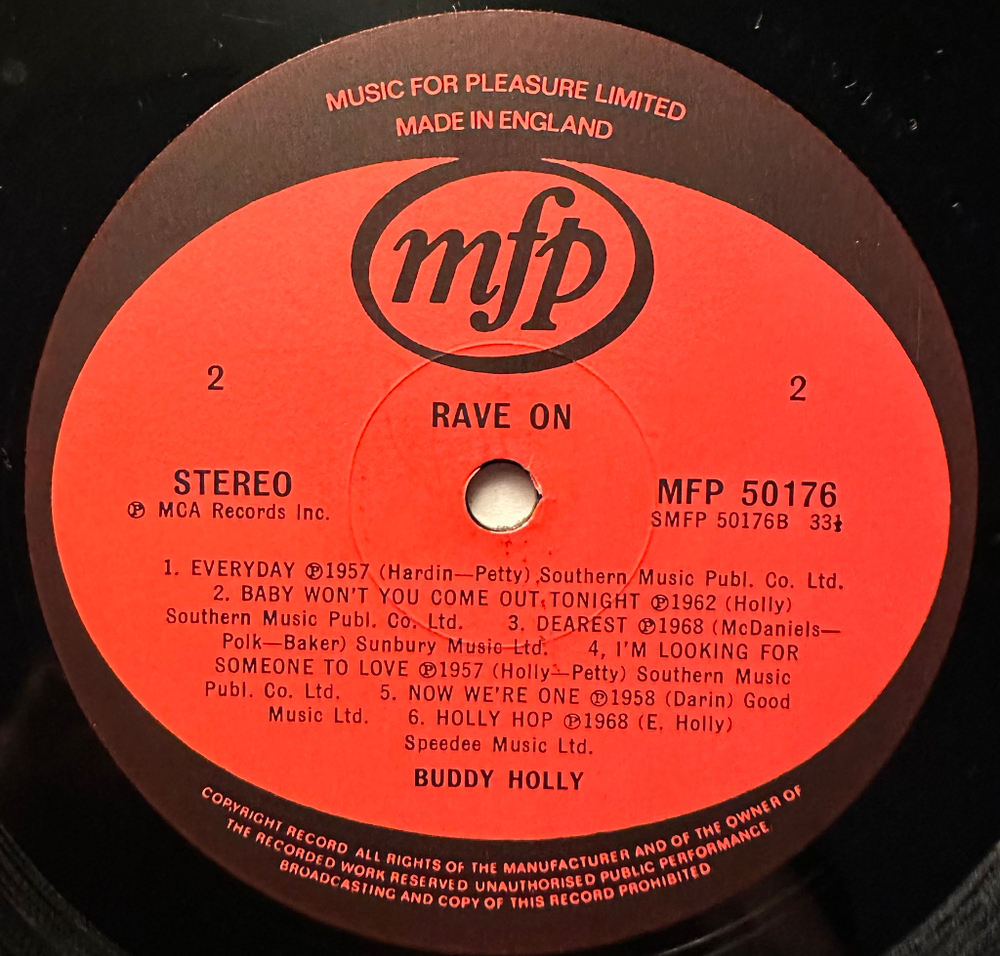 MUSIC FOR PLEASURE LIMITED
MADE IN ENGLAND
mfp
2 2
RAVE ON
STEREO MFP 50176
℗ MCA Records Inc. SMFP 50176B 33⅓
1. EVERYDAY ℗1957 (Hardin—Petty) Southern Music Publ. Co. Ltd.
2. BABY WON'T YOU COME OUT TONIGHT ℗1962 (Holly)
Southern Music Publ. Co. Ltd. 3. DEAREST ℗1968 (McDaniels—
Polk—Baker) Sunbury Music Ltd. 4, I'M LOOKING FOR
SOMEONE TO LOVE ℗1957 (Holly—Petty) Southern Music
Publ. Co. Ltd. 5. NOW WE'RE ONE ℗1958 (Darin) Good
Music Ltd. 6. HOLLY HOP ℗1968 (E. Holly)
Speedee Music Ltd.
BUDDY HOLLY
COPYRIGHT RECORD ALL RIGHTS OF THE MANUFACTURER AND OF THE OWNER OF
THE RECORDED WORK RESERVED UNAUTHORISED PUBLIC PERFORMANCE
BROADCASTING AND COPY OF THIS RECORD PROHIBITED